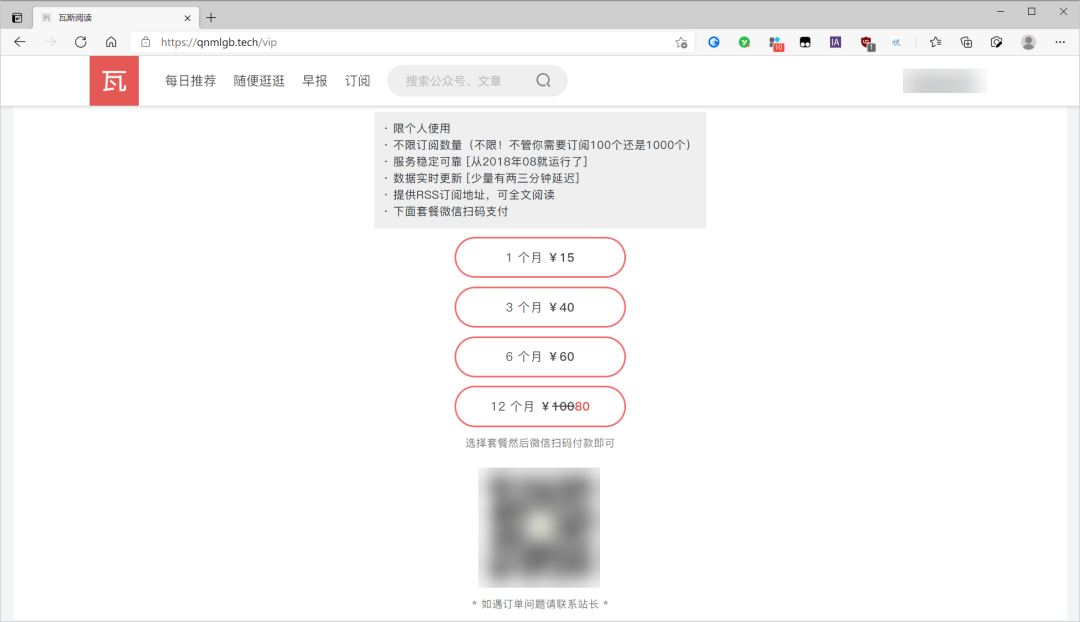 瓦斯阅读
https://qnmlgb.tech/vip
10
IA
1
瓦
每日推荐 随便逛逛 早报 订阅 搜索公众号、文章
· 限个人使用
· 不限订阅数量（不限！不管你需要订阅100个还是1000个）
· 服务稳定可靠 [从2018年08就运行了]
· 数据实时更新 [少量有两三分钟延迟]
· 提供RSS订阅地址，可全文阅读
· 下面套餐微信扫码支付
1 个月 ￥15
3 个月 ￥40
6 个月 ￥60
12 个月 ￥10080
选择套餐然后微信扫码付款即可
* 如遇订单问题请联系站长 *